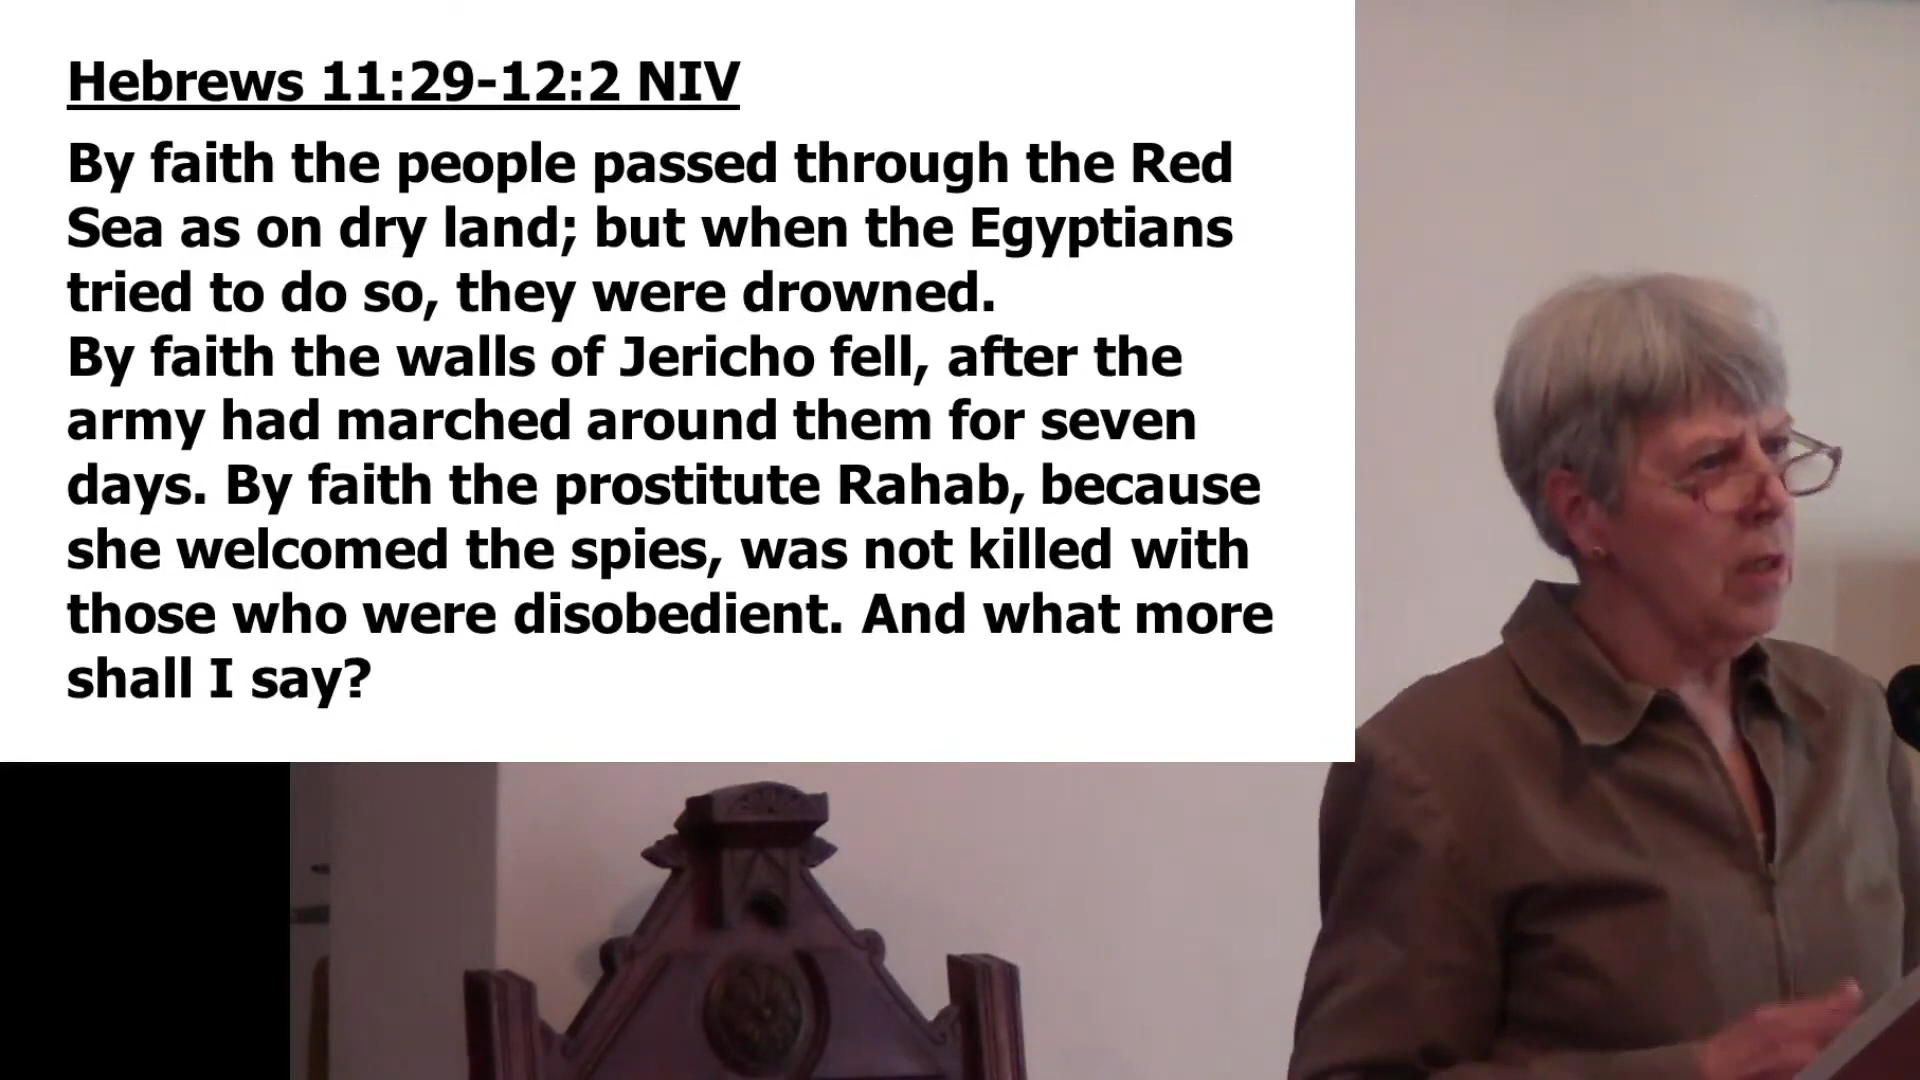 Hebrews 11:29-12:2 NIV
By faith the people passed through the Red
Sea as on dry land; but when the Egyptians
tried to do so, they were drowned.
By faith the walls of Jericho fell, after the
army had marched around them for seven
days. By faith the prostitute Rahab, because
she welcomed the spies, was not killed with
those who were disobedient. And what more
shall I say?